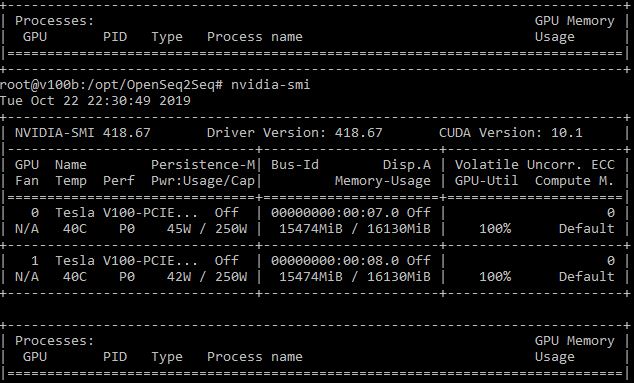 +-----------------------------------------------------------------------------+
| Processes:                                                       GPU Memory |
|  GPU       PID   Type   Process name                             Usage      |
|=============================================================================|
+-----------------------------------------------------------------------------+
root@v100b:/opt/OpenSeq2Seq# nvidia-smi
Tue Oct 22 22:30:49 2019
+-----------------------------------------------------------------------------+
| NVIDIA-SMI 418.67       Driver Version: 418.67       CUDA Version: 10.1     |
|-------------------------------+----------------------+----------------------+
| GPU  Name        Persistence-M| Bus-Id        Disp.A | Volatile Uncorr. ECC |
| Fan  Temp  Perf  Pwr:Usage/Cap|         Memory-Usage | GPU-Util  Compute M. |
|===============================+======================+======================|
|   0  Tesla V100-PCIE...  Off  | 00000000:00:07.0 Off |                    0 |
| N/A   40C    P0    45W / 250W |  15474MiB / 16130MiB |    100%      Default |
+-------------------------------+----------------------+----------------------+
|   1  Tesla V100-PCIE...  Off  | 00000000:00:08.0 Off |                    0 |
| N/A   40C    P0    42W / 250W |  15474MiB / 16130MiB |    100%      Default |
+-------------------------------+----------------------+----------------------+
+-----------------------------------------------------------------------------+
| Processes:                                                       GPU Memory |
|  GPU       PID   Type   Process name                             Usage      |
|=============================================================================|